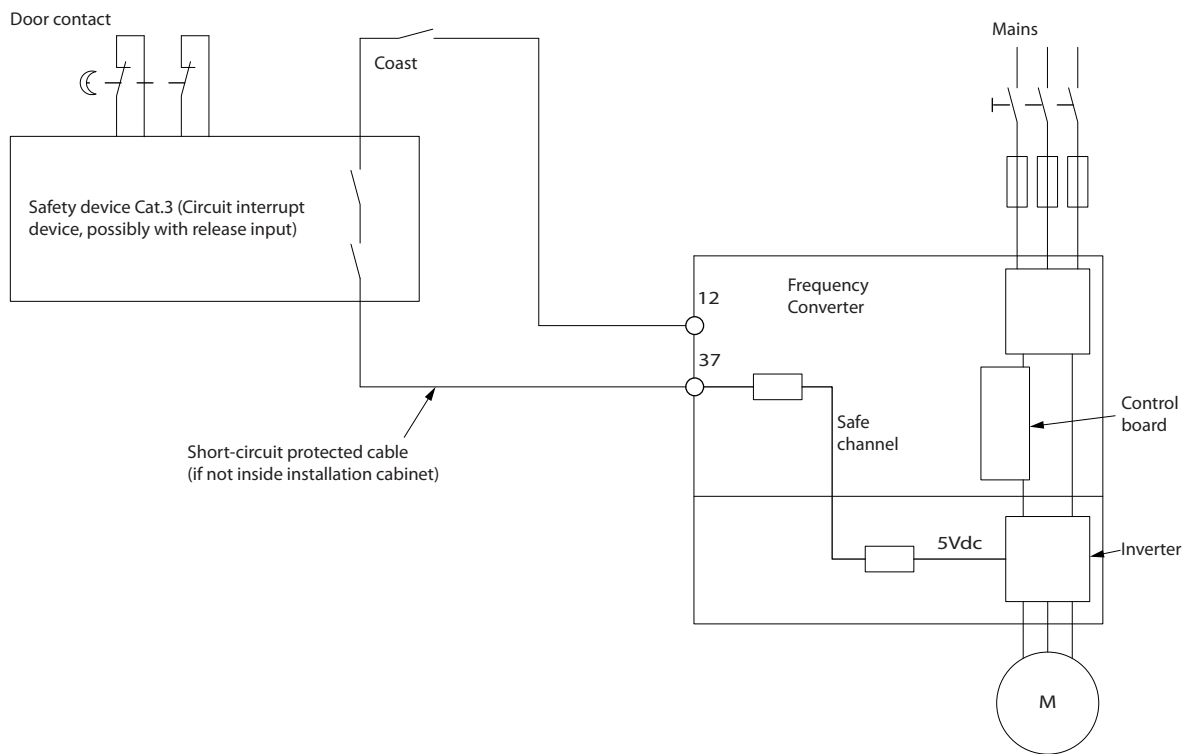 Door contact
Coast
Mains
Safety device Cat.3 (Circuit interrupt
device, possibly with release input)
12
Frequency
Converter
37
Safe
channel
Control
board
Short-circuit protected cable
(if not inside installation cabinet)
5Vdc
Inverter
M